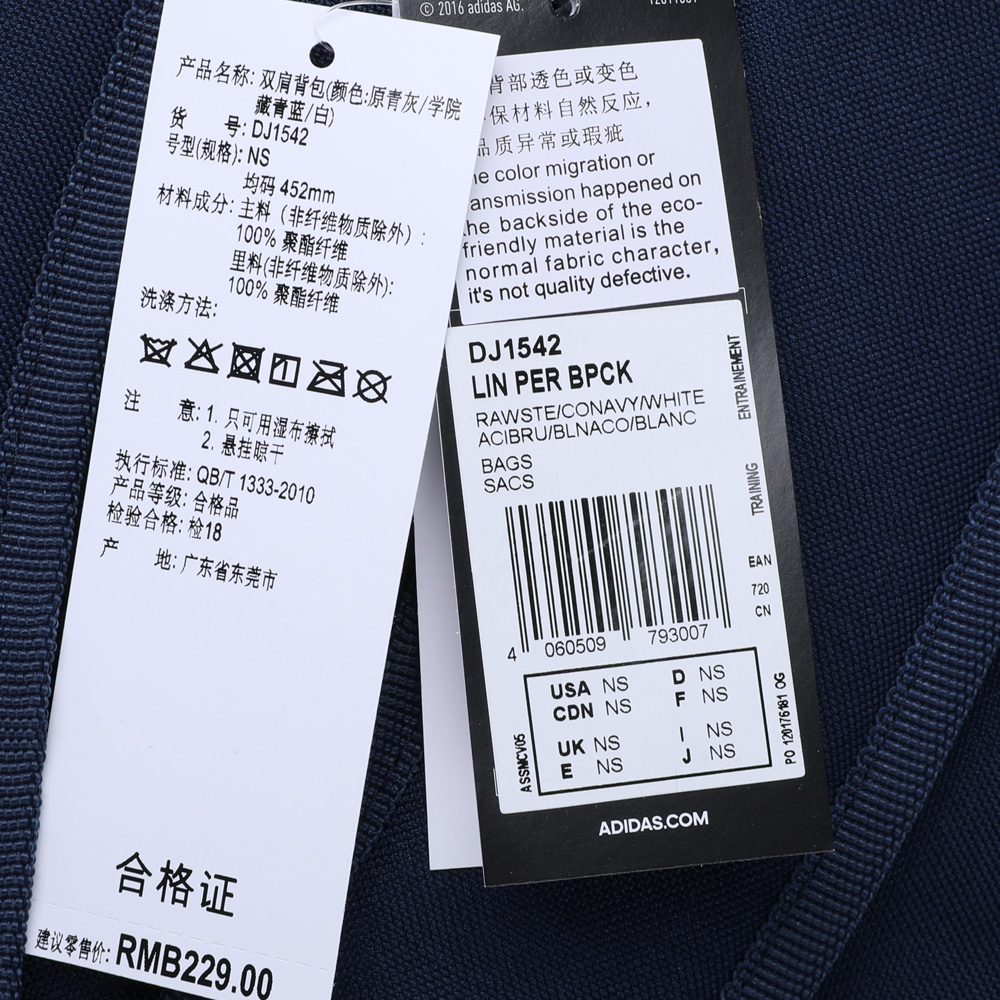 产品名称: 双肩背包(颜色:原青灰/学院
藏青蓝/白)
货 号: DJ1542
号型(规格): NS
均码 452mm
材料成分: 主料 (非纤维物质除外) :
100% 聚酯纤维
里料(非纤维物质除外):
100% 聚酯纤维
洗涤方法:
注 意: 1. 只可用湿布擦拭
2. 悬挂晾干
执行标准: QB/T 1333-2010
产品等级: 合格品
检验合格: 检18
产 地: 广东省东莞市
合格证
建议零售价: RMB229.00
© 2016 adidas AG.
背部透色或变色
保材料自然反应，
品质异常或瑕疵
he color migration or
ansmission happened on
the backside of the eco-
friendly material is the
normal fabric character,
it's not quality defective.
DJ1542
LIN PER BPCK
RAWSTE/CONAVY/WHITE
ACIBRU/BLNACO/BLANC
BAGS
SACS
ENTRAINEMENT
TRAINING
EAN
720
CN
4 060509 793007
USA NS D NS
CDN NS F NS
UK NS I NS
E NS J NS
ASSMCV05
PO 120176181 OG
ADIDAS.COM